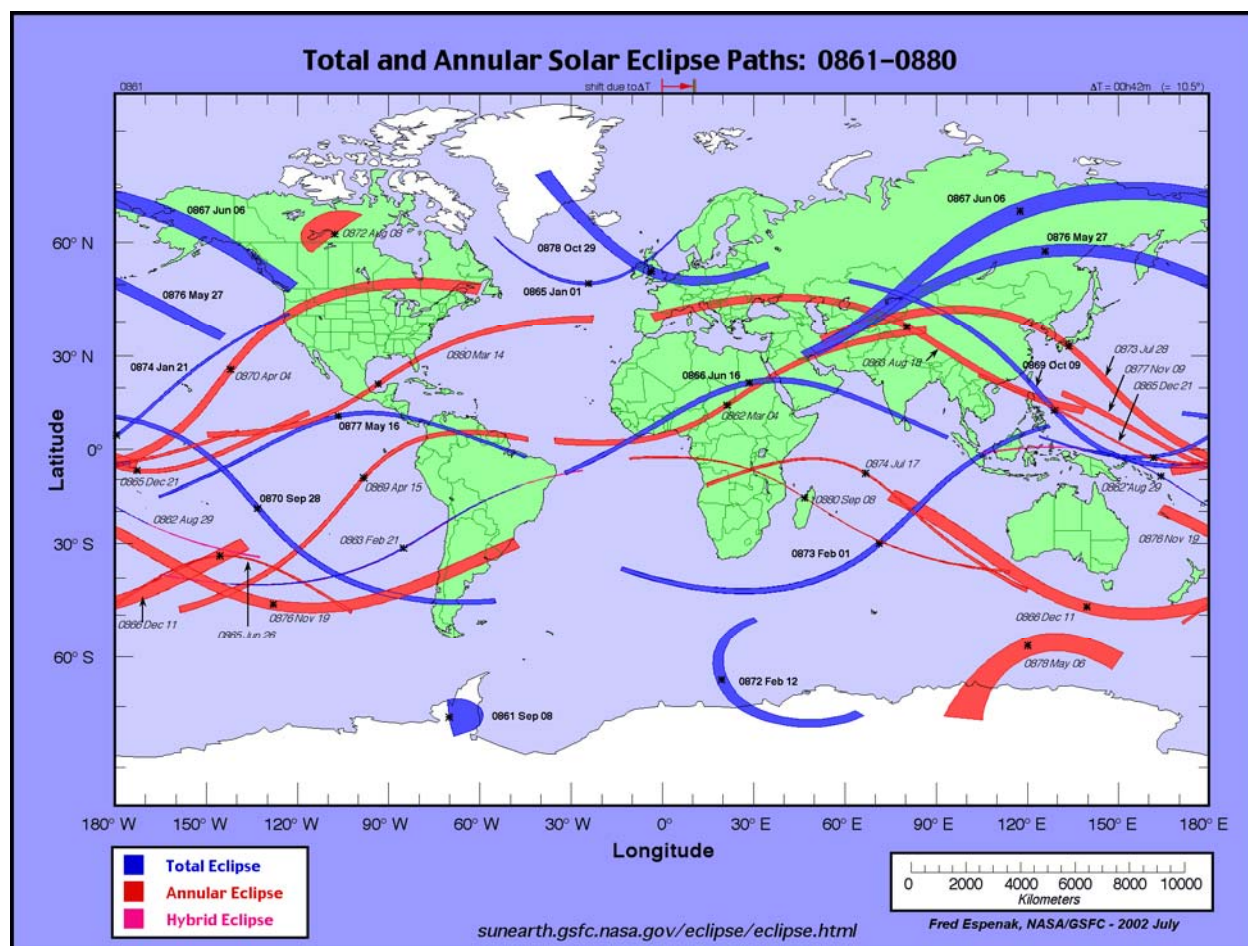 Total and Annular Solar Eclipse Paths: 0861–0880
0861
shift due to ΔT
ΔT = 00h42m (= 10.5°)
0867 Jun 06
0872 Aug 08
0867 Jun 06
0878 Oct 29
0876 May 27
60° N
0865 Jan 01
0876 May 27
0880 Mar 14
0874 Jan 21
0870 Apr 04
30° N
0863 Aug 18
0869 Oct 09
0873 Jul 28
0877 Nov 09
0865 Dec 21
0866 Jun 16
0862 Mar 04
0877 May 16
Latitude
0°
0865 Dec 21
0869 Apr 15
0874 Jul 17
0870 Sep 28
0880 Sep 08
0862 Aug 29
0862 Aug 29
0863 Feb 21
0873 Feb 01
0876 Nov 19
30° S
0866 Dec 11
0865 Jun 26
0876 Nov 19
0866 Dec 11
60° S
0878 May 06
0872 Feb 12
0861 Sep 08
180° W
150° W
120° W
90° W
60° W
30° W
0°
30° E
60° E
90° E
120° E
150° E
180° E
Longitude
Total Eclipse
Annular Eclipse
Hybrid Eclipse
0 2000 4000 6000 8000 10000
Kilometers
sunearth.gsfc.nasa.gov/eclipse/eclipse.html
Fred Espenak, NASA/GSFC - 2002 July